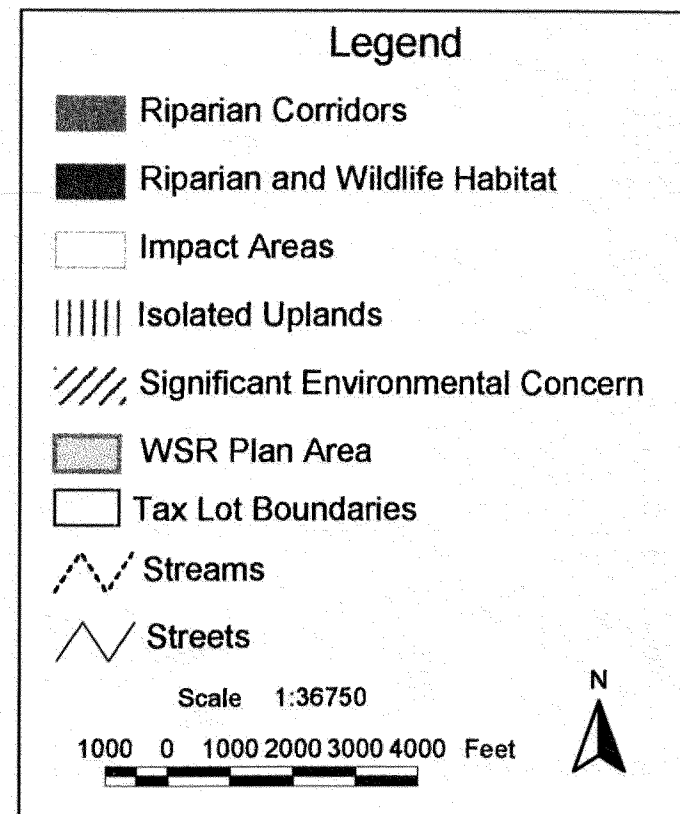 Legend
Riparian Corridors
Riparian and Wildlife Habitat
Impact Areas
Isolated Uplands
Significant Environmental Concern
WSR Plan Area
Tax Lot Boundaries
Streams
Streets
Scale 1:36750
N
1000 0 1000 2000 3000 4000 Feet